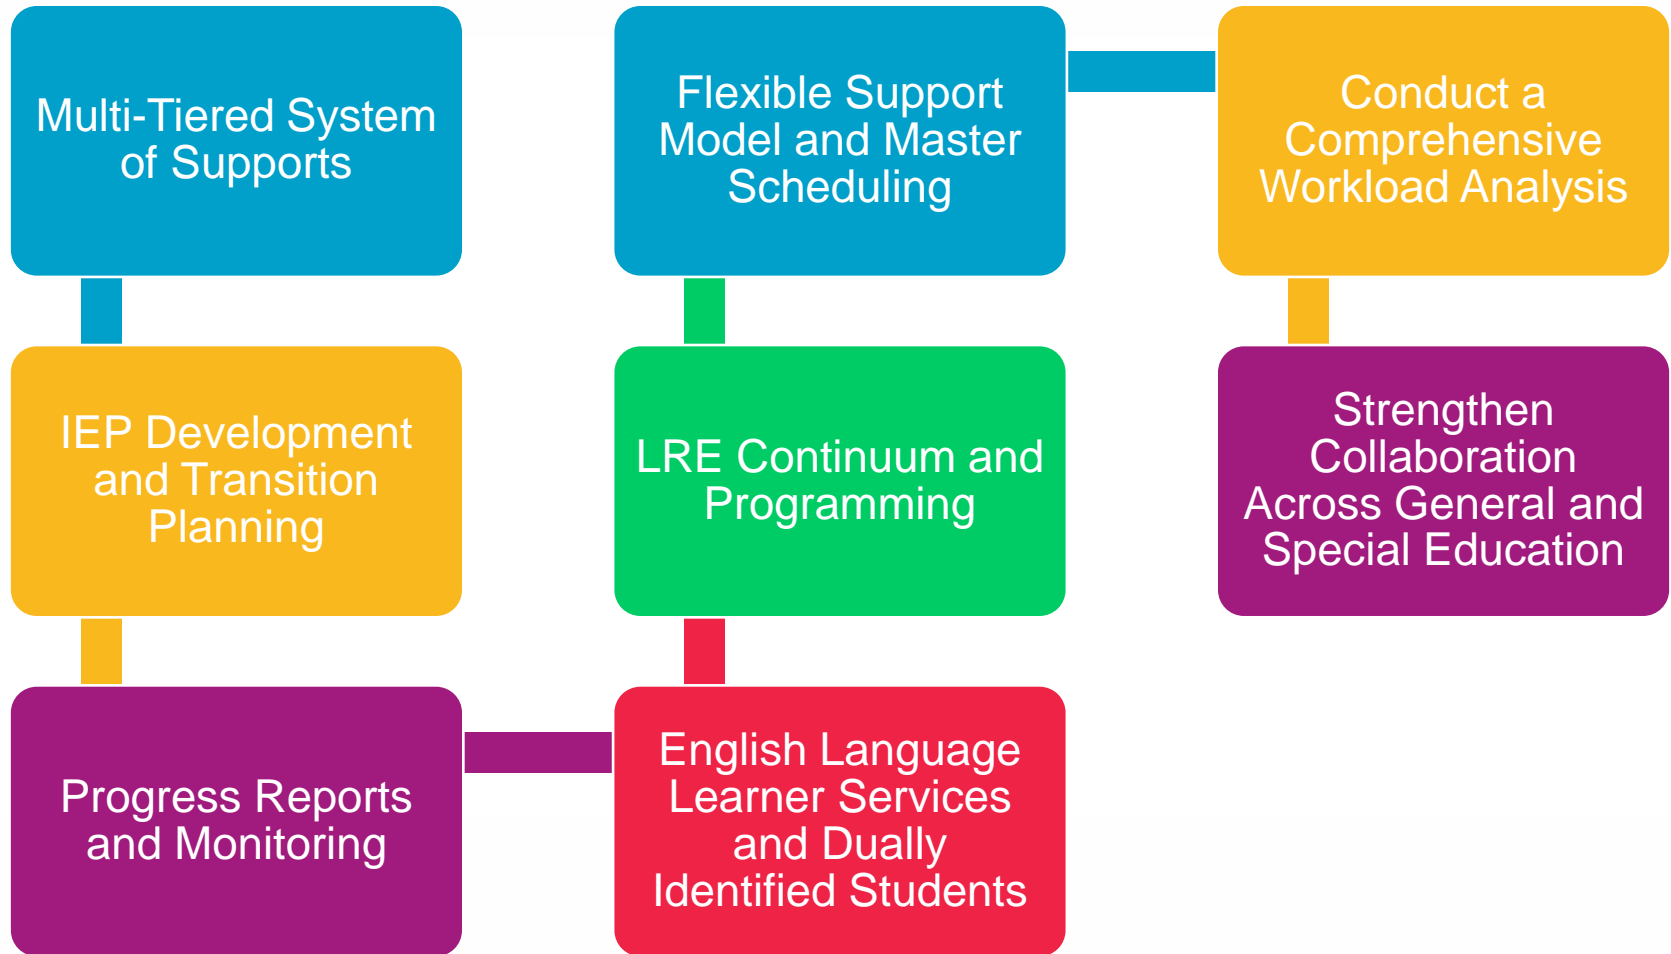 Multi-Tiered System
of Supports
IEP Development
and Transition
Planning
Progress Reports
and Monitoring
English Language
Learner Services
and Dually
Identified Students
LRE Continuum and
Programming
Flexible Support
Model and Master
Scheduling
Conduct a
Comprehensive
Workload Analysis
Strengthen
Collaboration
Across General and
Special Education